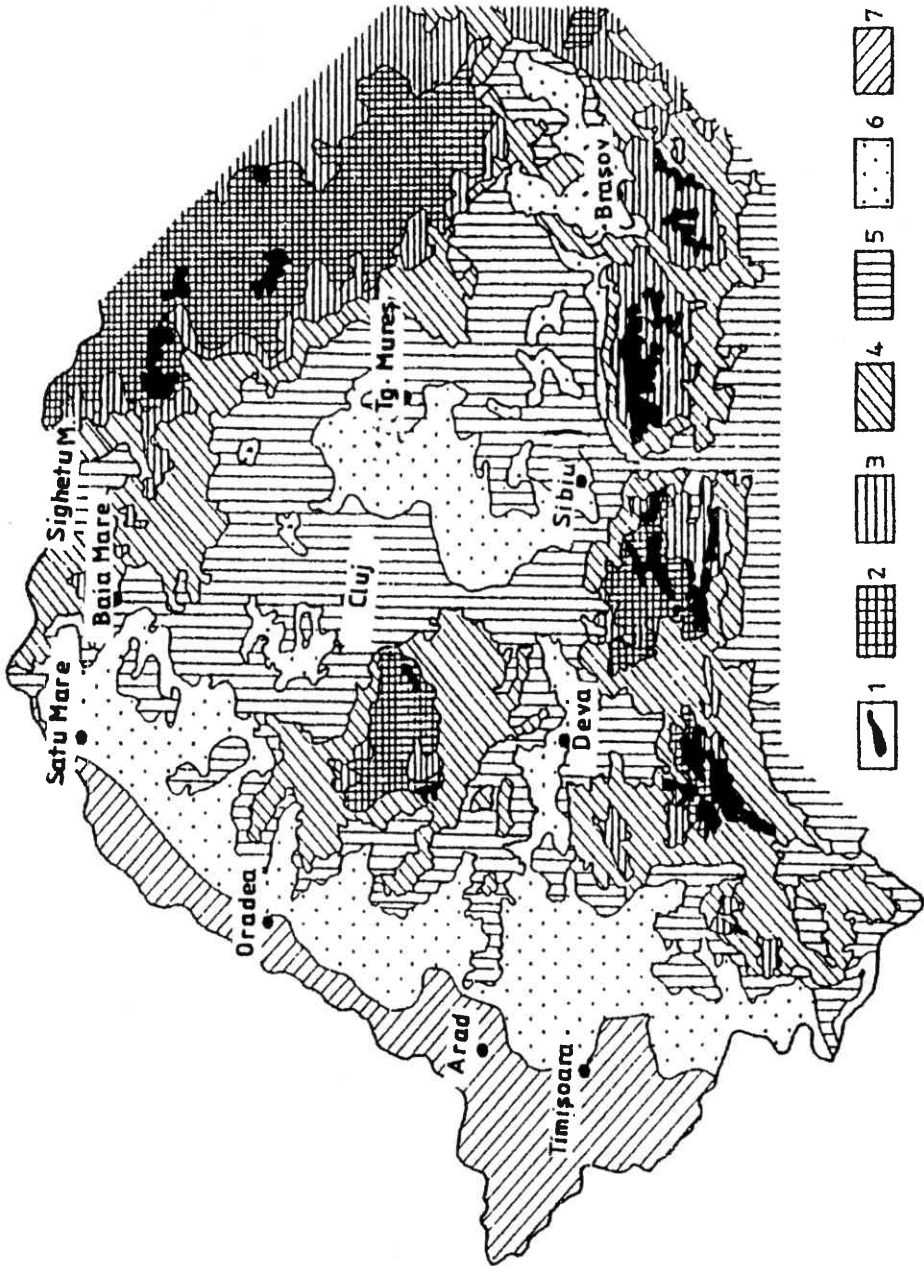 Satu Mare
Sighetu M.
Baia Mare
Oradea
Cluj
Tg. Mureş
Arad
Timişoara
Deva
Sibiu
Braşov
1
2
3
4
5
6
7